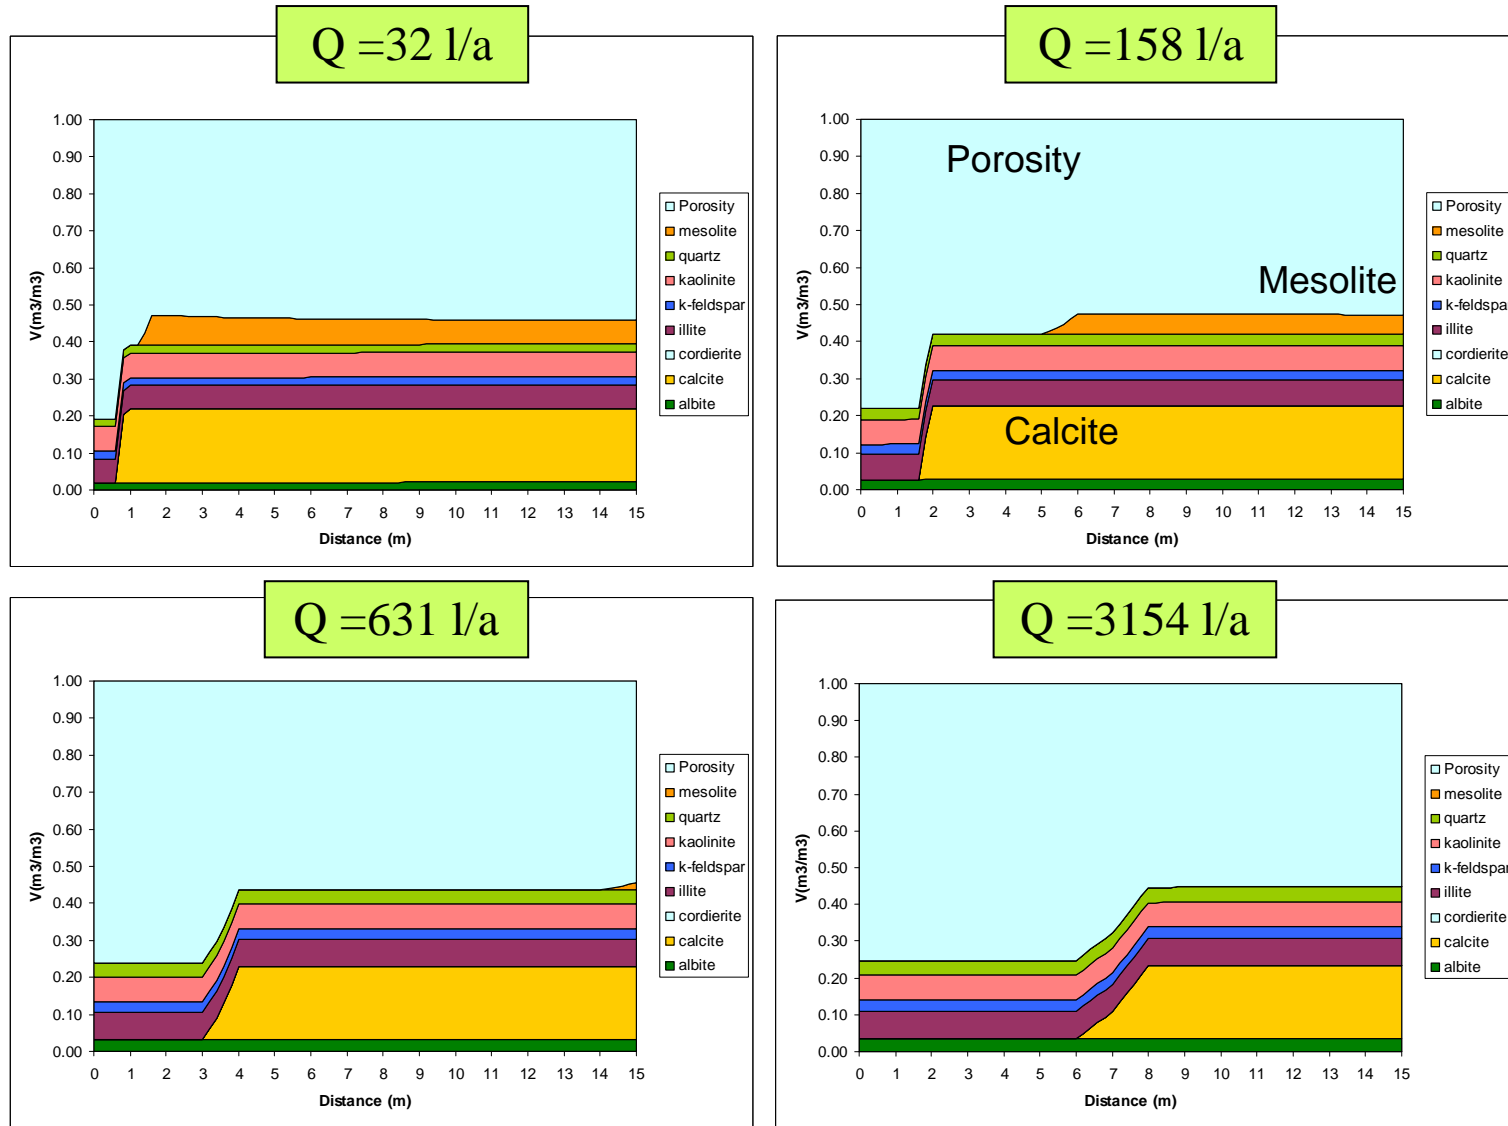 Q =32 l/a
1.00
0.90
0.80
0.70
0.60
0.50
0.40
0.30
0.20
0.10
0.00
V(m3/m3)
0 1 2 3 4 5 6 7 8 9 10 11 12 13 14 15
Distance (m)
Porosity
mesolite
quartz
kaolinite
k-feldspar
illite
cordierite
calcite
albite
Q =158 l/a
1.00
0.90
0.80
0.70
0.60
0.50
0.40
0.30
0.20
0.10
0.00
V(m3/m3)
Porosity
Mesolite
Calcite
0 1 2 3 4 5 6 7 8 9 10 11 12 13 14 15
Distance (m)
Porosity
mesolite
quartz
kaolinite
k-feldspar
illite
cordierite
calcite
albite
Q =631 l/a
1.00
0.90
0.80
0.70
0.60
0.50
0.40
0.30
0.20
0.10
0.00
V(m3/m3)
0 1 2 3 4 5 6 7 8 9 10 11 12 13 14 15
Distance (m)
Porosity
mesolite
quartz
kaolinite
k-feldspar
illite
cordierite
calcite
albite
Q =3154 l/a
1.00
0.90
0.80
0.70
0.60
0.50
0.40
0.30
0.20
0.10
0.00
V(m3/m3)
0 1 2 3 4 5 6 7 8 9 10 11 12 13 14 15
Distance (m)
Porosity
mesolite
quartz
kaolinite
k-feldspar
illite
cordierite
calcite
albite